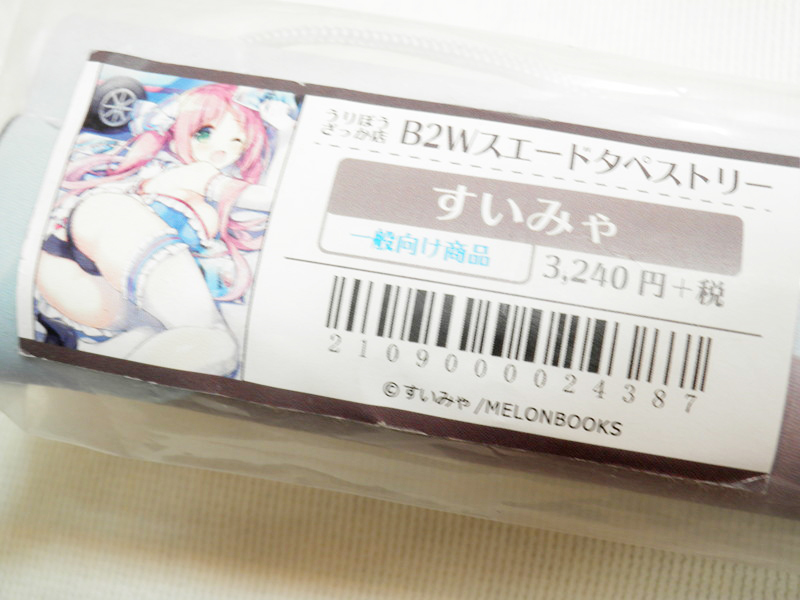 うりぼう
ざっか店
B2Wスエードタペストリー
すいみゃ
一般向け商品
3,240円+税
2109000024387
©すいみゃ/MELONBOOKS